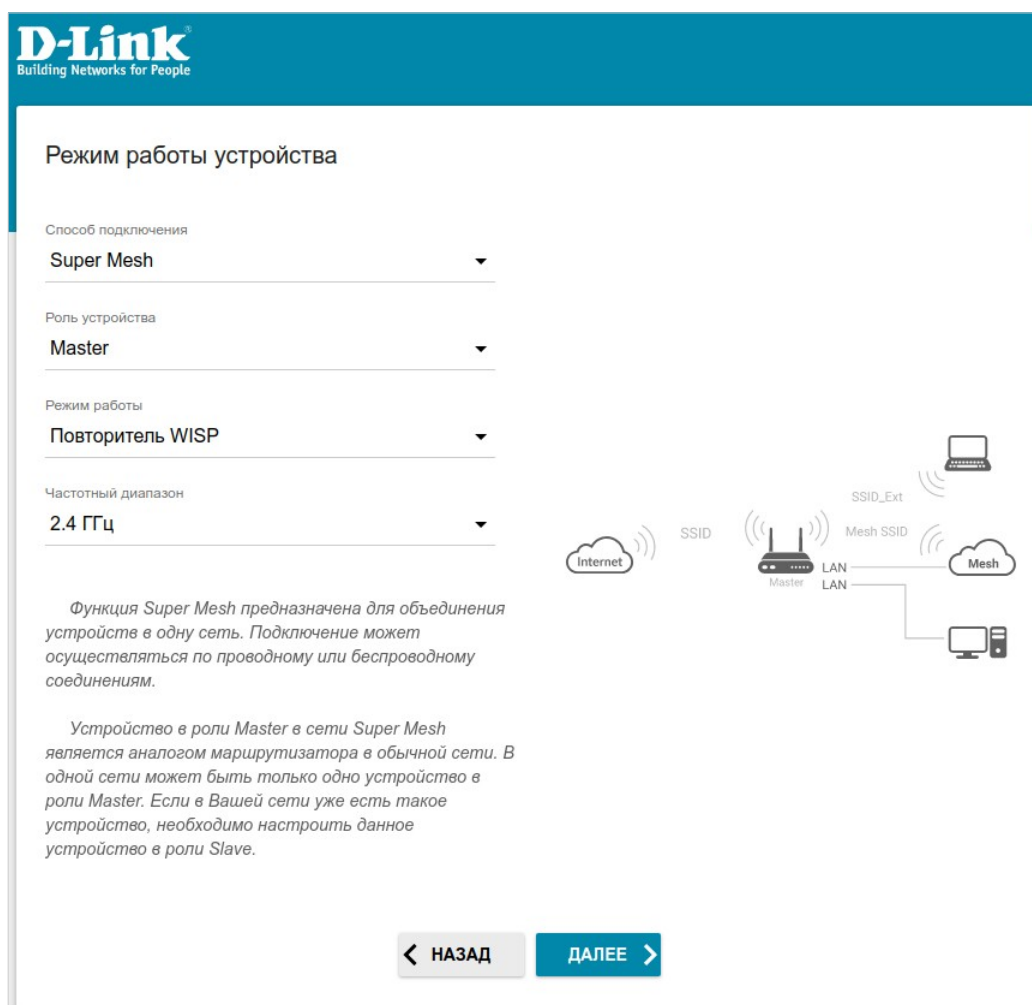 D-Link®
Building Networks for People
Режим работы устройства
Способ подключения
Super Mesh
Роль устройства
Master
Режим работы
Повторитель WISP
Частотный диапазон
2.4 ГГц
SSID_Ext
SSID
Mesh SSID
Internet
LAN
Mesh
Master
LAN
Функция Super Mesh предназначена для объединения
устройств в одну сеть. Подключение может
осуществляться по проводному или беспроводному
соединениям.
Устройство в роли Master в сети Super Mesh
является аналогом маршрутизатора в обычной сети. В
одной сети может быть только одно устройство в
роли Master. Если в Вашей сети уже есть такое
устройство, необходимо настроить данное
устройство в роли Slave.
НАЗАД
ДАЛЕЕ